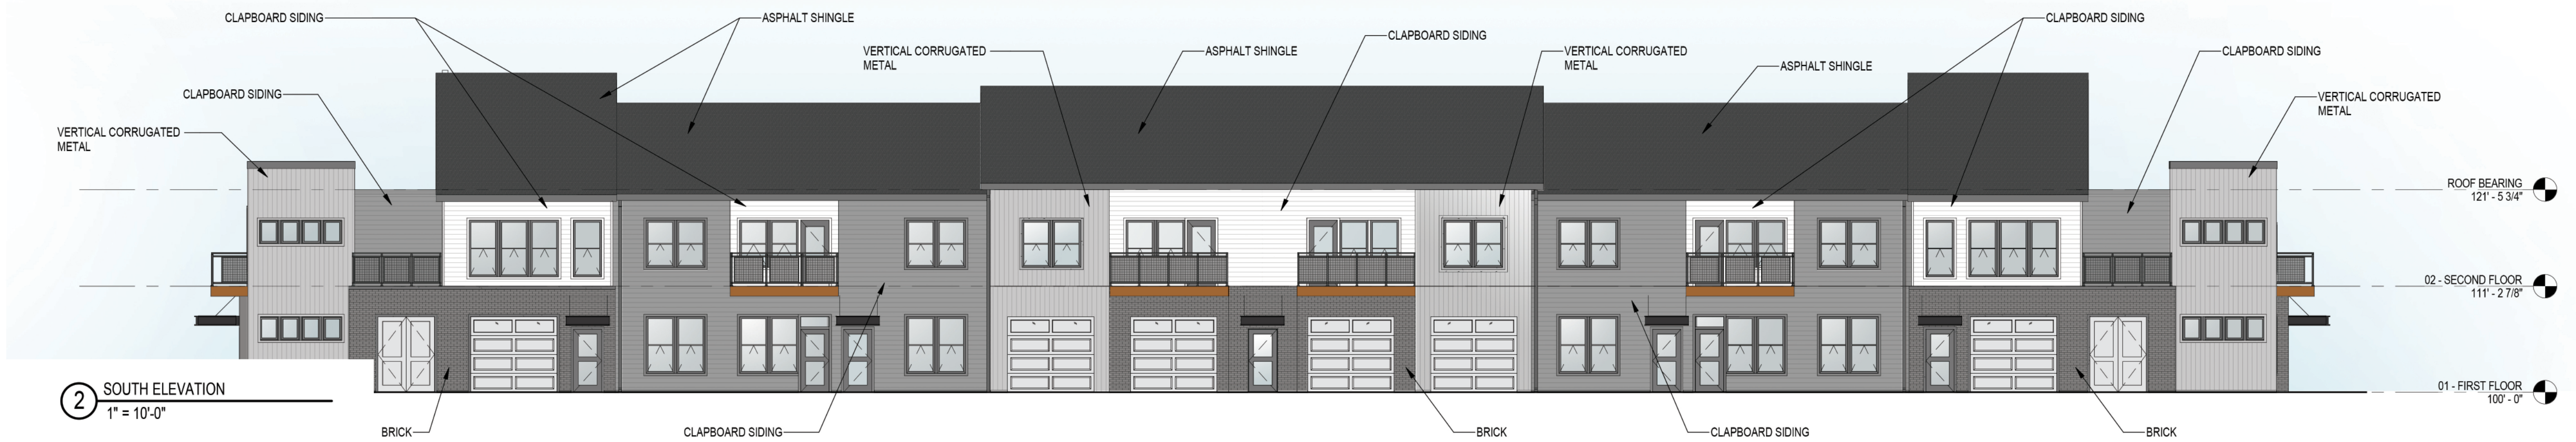 CLAPBOARD SIDING
ASPHALT SHINGLE
CLAPBOARD SIDING
CLAPBOARD SIDING
VERTICAL CORRUGATED
METAL
ASPHALT SHINGLE
VERTICAL CORRUGATED
METAL
CLAPBOARD SIDING
ASPHALT SHINGLE
CLAPBOARD SIDING
VERTICAL CORRUGATED
METAL
VERTICAL CORRUGATED
METAL
ROOF BEARING
121' - 5 3/4"
02 - SECOND FLOOR
111' - 2 7/8"
01 - FIRST FLOOR
100' - 0"
2
SOUTH ELEVATION
1" = 10'-0"
BRICK
CLAPBOARD SIDING
BRICK
CLAPBOARD SIDING
BRICK